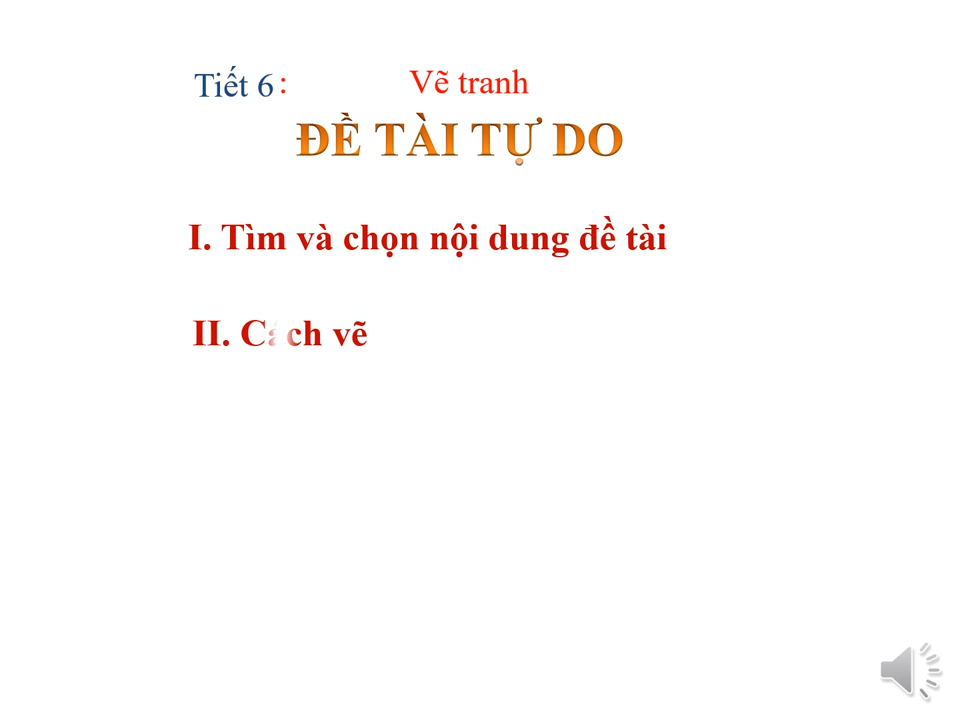 Tiết 6 : Vẽ tranh
ĐỀ TÀI TỰ DO
I. Tìm và chọn nội dung đề tài
II. Cách vẽ